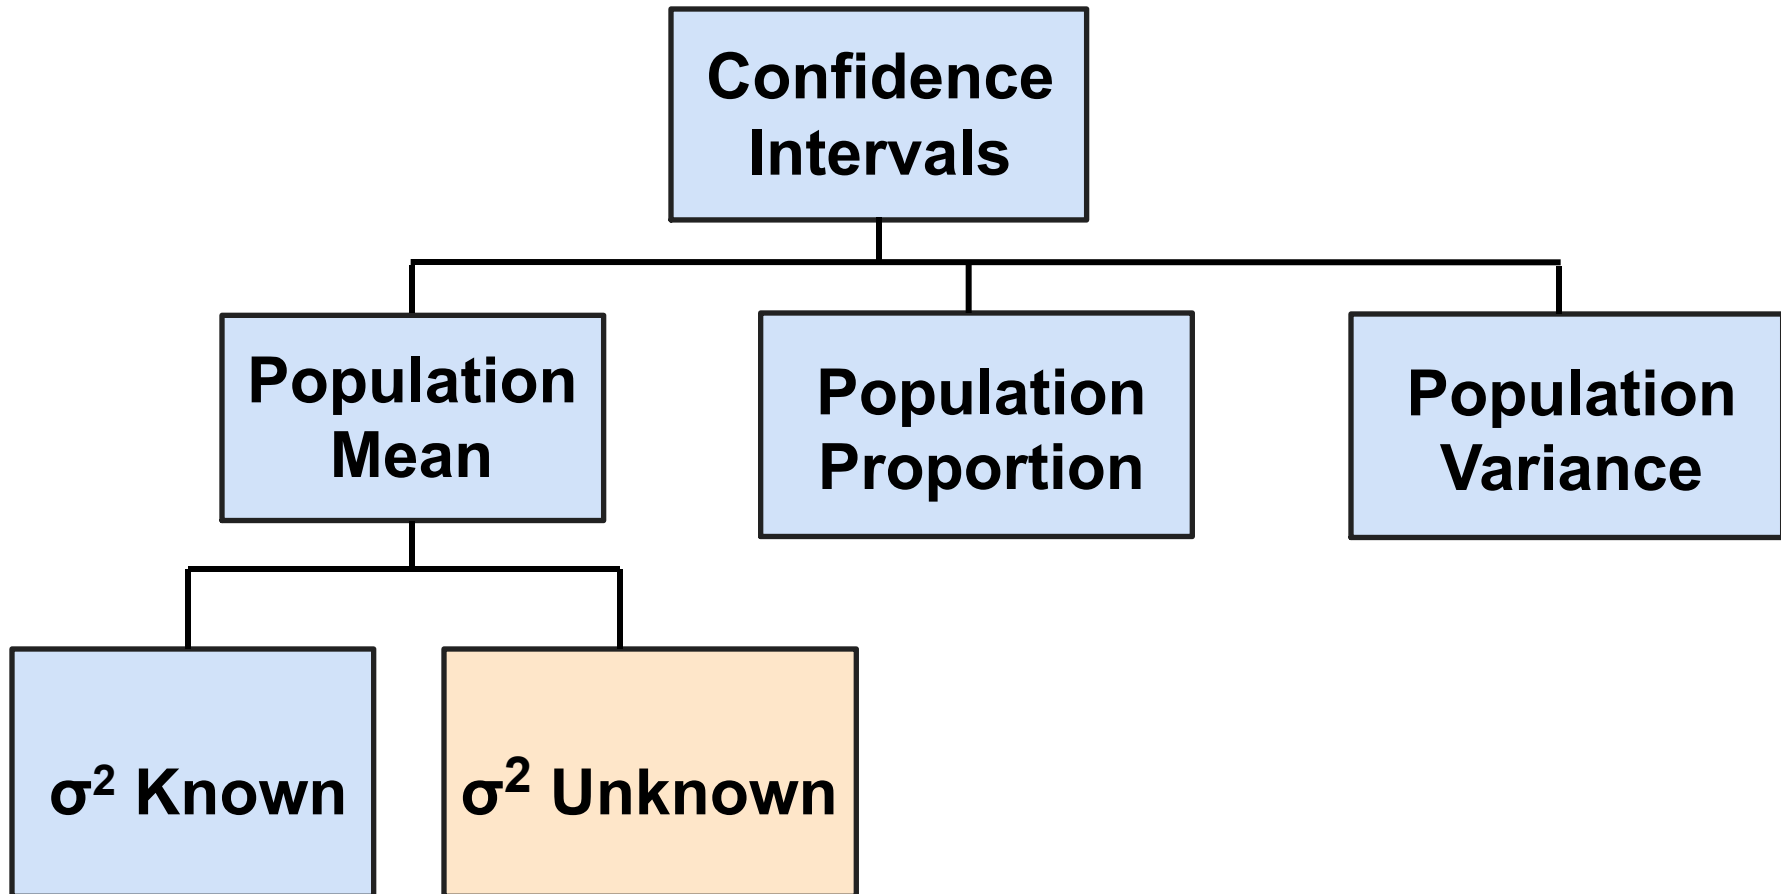 Confidence
Intervals
Population
Mean
Population
Proportion
Population
Variance
σ² Known
σ² Unknown